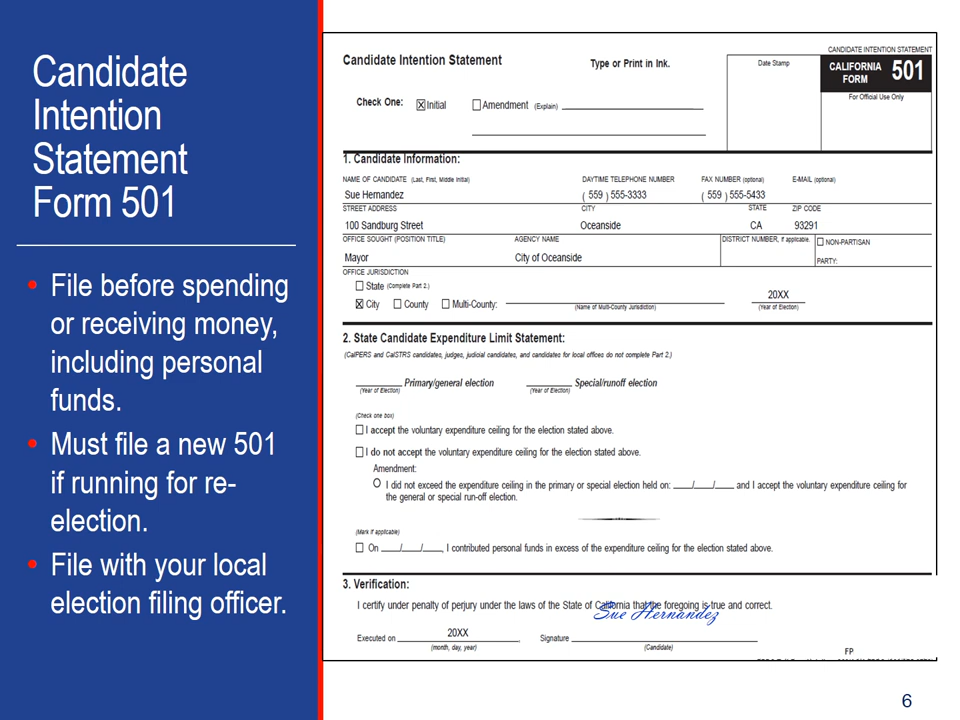 Candidate
Intention
Statement
Form 501
• File before spending
or receiving money,
including personal
funds.
• Must file a new 501
if running for re-
election.
• File with your local
election filing officer.
CANDIDATE INTENTION STATEMENT
Candidate Intention Statement
Type or Print in Ink.
Date Stamp
CALIFORNIA
FORM 501
For Official Use Only
Check One: ☒ Initial ☐ Amendment (Explain)
1. Candidate Information:
NAME OF CANDIDATE (Last, First, Middle Initial) DAYTIME TELEPHONE NUMBER FAX NUMBER (optional) E-MAIL (optional)
Sue Hernandez ( 559 ) 555-3333 ( 559 ) 555-5433
STREET ADDRESS CITY STATE ZIP CODE
100 Sandburg Street Oceanside CA 93291
OFFICE SOUGHT (POSITION TITLE) AGENCY NAME DISTRICT NUMBER, if applicable. ☐ NON-PARTISAN
Mayor City of Oceanside PARTY:
OFFICE JURISDICTION
☐ State (Complete Part 2.)
☒ City ☐ County ☐ Multi-County: 20XX
(Name of Multi-County Jurisdiction) (Year of Election)
2. State Candidate Expenditure Limit Statement:
(CalPERS and CalSTRS candidates, judges, judicial candidates, and candidates for local offices do not complete Part 2.)
________ Primary/general election ________ Special/runoff election
(Year of Election) (Year of Election)
(Check one box)
☐ I accept the voluntary expenditure ceiling for the election stated above.
☐ I do not accept the voluntary expenditure ceiling for the election stated above.
Amendment:
○ I did not exceed the expenditure ceiling in the primary or special election held on: ___/___/___ and I accept the voluntary expenditure ceiling for
the general or special run-off election.
(Mark if applicable)
☐ On ___/___/___, I contributed personal funds in excess of the expenditure ceiling for the election stated above.
3. Verification:
I certify under penalty of perjury under the laws of the State of California that the foregoing is true and correct.
Sue Hernandez
Executed on 20XX Signature
(month, day, year) (Candidate)
FP
6